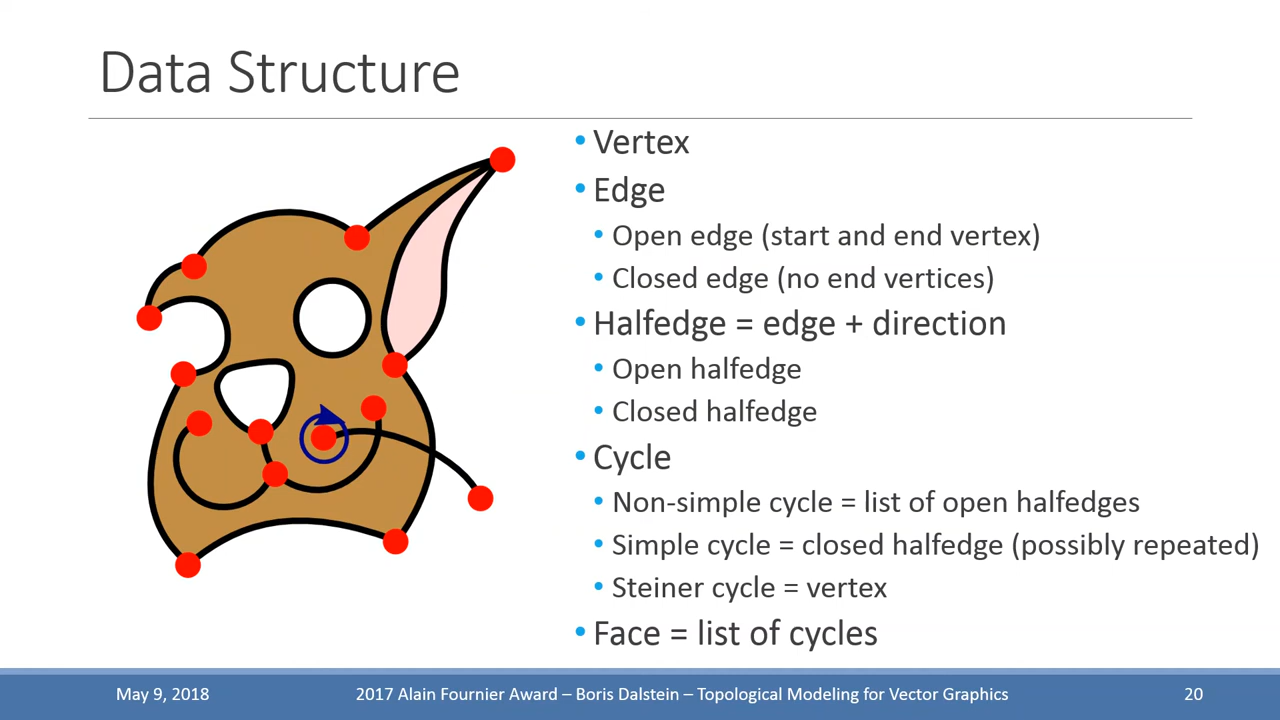 Data Structure
• Vertex
• Edge
• Open edge (start and end vertex)
• Closed edge (no end vertices)
• Halfedge = edge + direction
• Open halfedge
• Closed halfedge
• Cycle
• Non-simple cycle = list of open halfedges
• Simple cycle = closed halfedge (possibly repeated)
• Steiner cycle = vertex
• Face = list of cycles
May 9, 2018
2017 Alain Fournier Award – Boris Dalstein – Topological Modeling for Vector Graphics
20